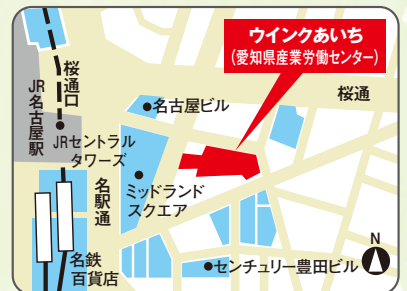 ウインクあいち
(愛知県産業労働センター)
桜通口
JR名古屋駅
桜通
名古屋ビル
JRセントラル
タワーズ
名駅通
ミッドランド
スクエア
名鉄
百貨店
センチュリー豊田ビル
N